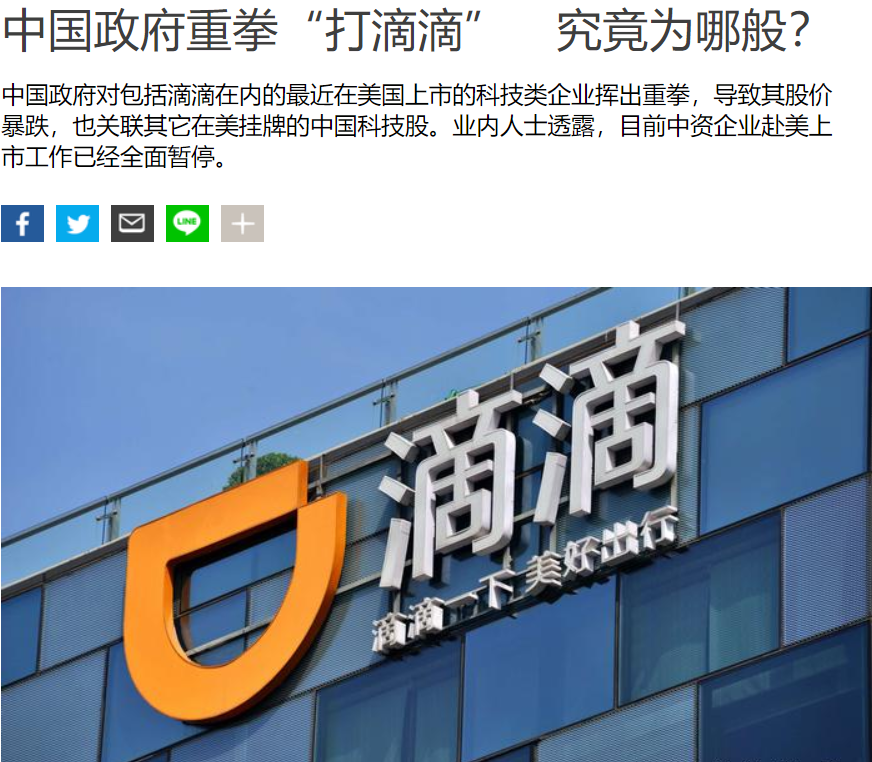 中国政府重拳“打滴滴” 究竟为哪般？
中国政府对包括滴滴在内的最近在美国上市的科技类企业挥出重拳，导致其股价
暴跌，也关联其它在美挂牌的中国科技股。业内人士透露，目前中资企业赴美上
市工作已经全面暂停。
LINE
滴滴
滴滴一下 美好出行